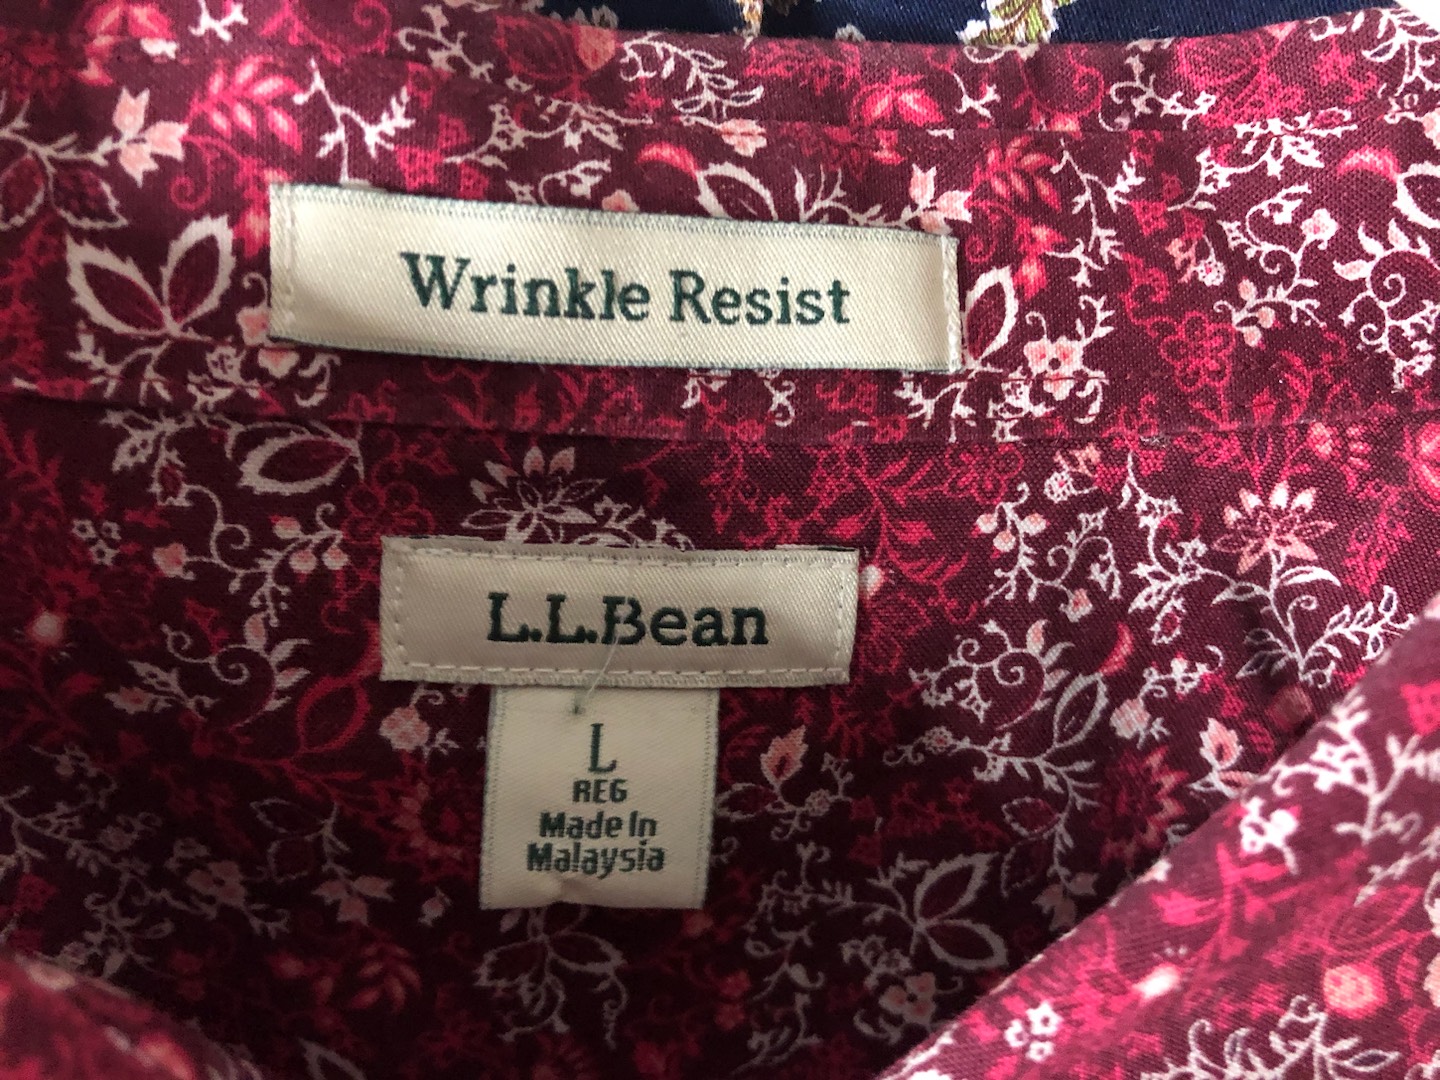 Wrinkle Resist
L.L.Bean
L
REG
Made In
Malaysia